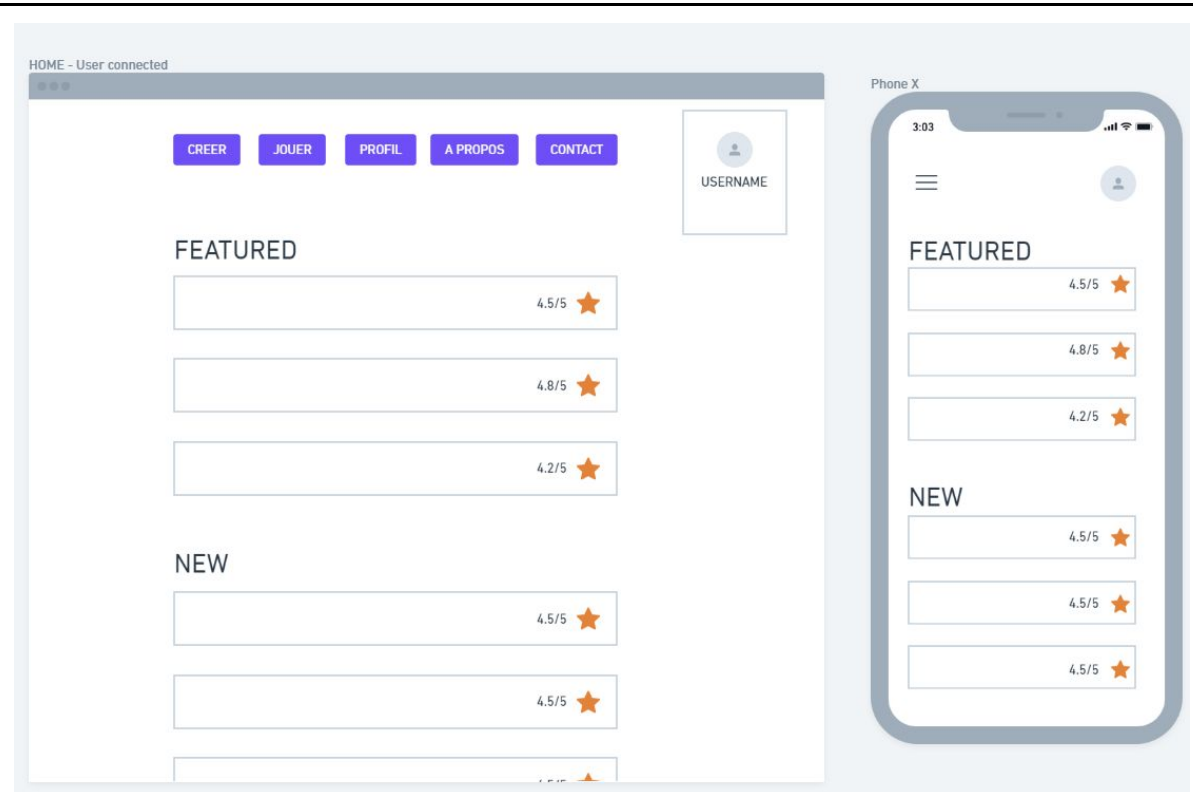 HOME - User connected
CREER JOUER PROFIL A PROPOS CONTACT
USERNAME
FEATURED
4.5/5
4.8/5
4.2/5
NEW
4.5/5
4.5/5
Phone X
3:03
FEATURED
4.5/5
4.8/5
4.2/5
NEW
4.5/5
4.5/5
4.5/5